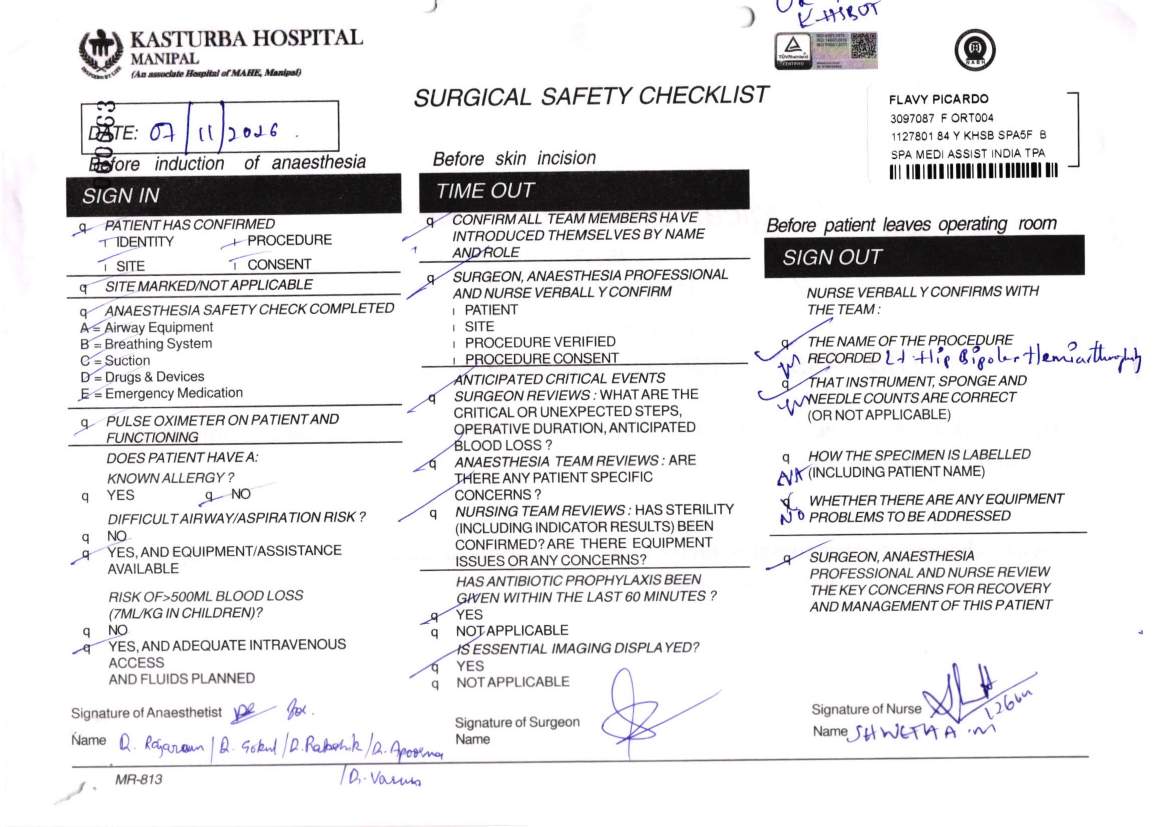 KHSBOT
KASTURBA HOSPITAL
MANIPAL
(An associate Hospital of MAHE, Manipal)
SURGICAL SAFETY CHECKLIST
FLAVY PICARDO
3097087 F ORT004
1127801 84 Y KHSB SPA5F B
SPA MEDI ASSIST INDIA TPA
DATE: 07/11/2026.
Before induction of anaesthesia
SIGN IN
q PATIENT HAS CONFIRMED
IDENTITY PROCEDURE
SITE CONSENT
q SITE MARKED/NOT APPLICABLE
q ANAESTHESIA SAFETY CHECK COMPLETED
A = Airway Equipment
B = Breathing System
C = Suction
D = Drugs & Devices
E = Emergency Medication
q PULSE OXIMETER ON PATIENT AND
FUNCTIONING
DOES PATIENT HAVE A:
KNOWN ALLERGY ?
q YES q NO
DIFFICULT AIRWAY/ASPIRATION RISK ?
q NO
q YES, AND EQUIPMENT/ASSISTANCE
AVAILABLE
RISK OF>500ML BLOOD LOSS
(7ML/KG IN CHILDREN)?
q NO
q YES, AND ADEQUATE INTRAVENOUS
ACCESS
AND FLUIDS PLANNED
Signature of Anaesthetist
Name D. Rajaram / D. Gokul / D. Rakshik / D. Apoorva
/ D. Varun
MR-813
Before skin incision
TIME OUT
q CONFIRM ALL TEAM MEMBERS HAVE
INTRODUCED THEMSELVES BY NAME
AND ROLE
q SURGEON, ANAESTHESIA PROFESSIONAL
AND NURSE VERBALL Y CONFIRM
PATIENT
SITE
PROCEDURE VERIFIED
PROCEDURE CONSENT
ANTICIPATED CRITICAL EVENTS
q SURGEON REVIEWS : WHAT ARE THE
CRITICAL OR UNEXPECTED STEPS,
OPERATIVE DURATION, ANTICIPATED
BLOOD LOSS ?
q ANAESTHESIA TEAM REVIEWS : ARE
THERE ANY PATIENT SPECIFIC
CONCERNS ?
q NURSING TEAM REVIEWS : HAS STERILITY
(INCLUDING INDICATOR RESULTS) BEEN
CONFIRMED? ARE THERE EQUIPMENT
ISSUES OR ANY CONCERNS?
HAS ANTIBIOTIC PROPHYLAXIS BEEN
GIVEN WITHIN THE LAST 60 MINUTES ?
q YES
q NOT APPLICABLE
IS ESSENTIAL IMAGING DISPLA YED?
q YES
q NOT APPLICABLE
Signature of Surgeon
Name
Before patient leaves operating room
SIGN OUT
NURSE VERBALL Y CONFIRMS WITH
THE TEAM :
q THE NAME OF THE PROCEDURE
RECORDED Lt Hip Bipolar Hemiarthroplasty
q THAT INSTRUMENT, SPONGE AND
NEEDLE COUNTS ARE CORRECT
(OR NOT APPLICABLE)
q HOW THE SPECIMEN IS LABELLED
N/A (INCLUDING PATIENT NAME)
q WHETHER THERE ARE ANY EQUIPMENT
NO PROBLEMS TO BE ADDRESSED
q SURGEON, ANAESTHESIA
PROFESSIONAL AND NURSE REVIEW
THE KEY CONCERNS FOR RECOVERY
AND MANAGEMENT OF THIS PATIENT
Signature of Nurse
Name SHWETHA .M